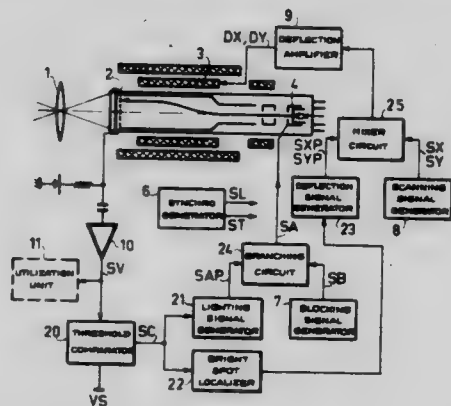 9
DX, DY
DEFLECTION
AMPLIFIER
1
2
3
4
25
MIXER
CIRCUIT
SXP
SYP
SX
SY
6
SYNCHRO
GENERATOR
SL
ST
SA
DEFLECTION
SIGNAL
GENERATOR
23
SCANNING
SIGNAL
GENERATOR
8
10
24
BRANCHING
CIRCUIT
11
UTILIZATION
UNIT
SV
SAP
SB
21
LIGHTING
SIGNAL
GENERATOR
7
BLOCKING
SIGNAL
GENERATOR
20
THRESHOLD
COMPARATOR
SC
22
BRIGHT
SPOT
LOCALIZER
VS